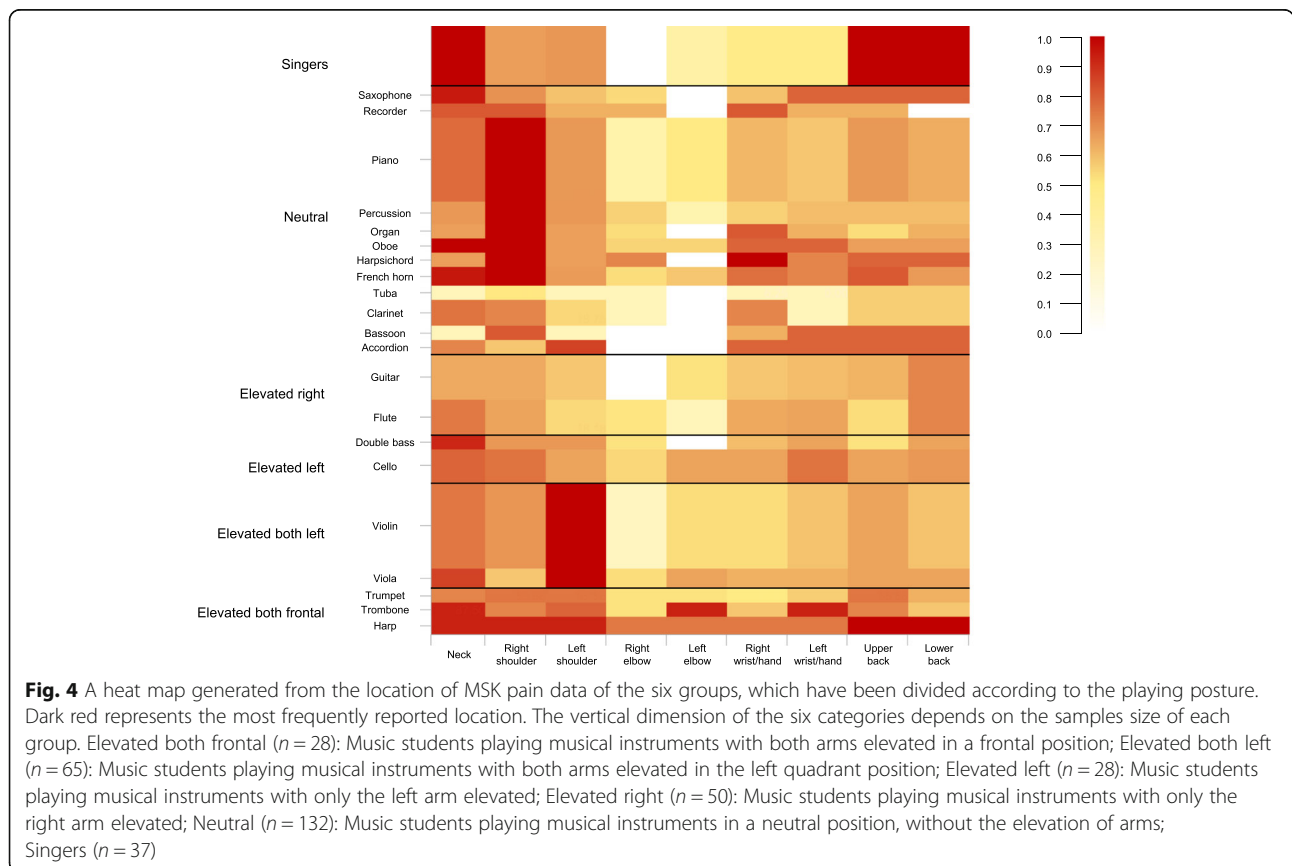 Singers
Saxophone
Recorder
Piano
Neutral
Percussion
Organ
Oboe
Harpsichord
French horn
Tuba
Clarinet
Bassoon
Accordion
Elevated right
Guitar
Flute
Elevated left
Double bass
Cello
Elevated both left
Violin
Viola
Elevated both frontal
Trumpet
Trombone
Harp
Neck
Right
shoulder
Left
shoulder
Right
elbow
Left
elbow
Right
wrist/hand
Left
wrist/hand
Upper
back
Lower
back
1.0
0.9
0.8
0.7
0.6
0.5
0.4
0.3
0.2
0.1
0.0
Fig. 4 A heat map generated from the location of MSK pain data of the six groups, which have been divided according to the playing posture.
Dark red represents the most frequently reported location. The vertical dimension of the six categories depends on the samples size of each
group. Elevated both frontal (n = 28): Music students playing musical instruments with both arms elevated in a frontal position; Elevated both left
(n = 65): Music students playing musical instruments with both arms elevated in the left quadrant position; Elevated left (n = 28): Music students
playing musical instruments with only the left arm elevated; Elevated right (n = 50): Music students playing musical instruments with only the
right arm elevated; Neutral (n = 132): Music students playing musical instruments in a neutral position, without the elevation of arms;
Singers (n = 37)